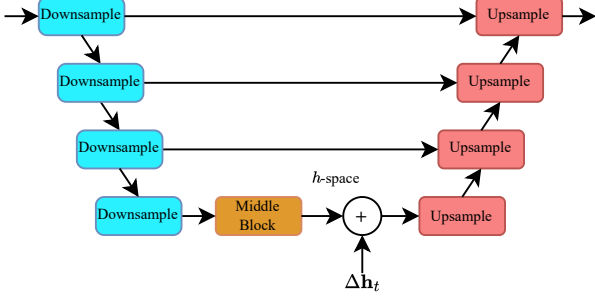 Downsample
Upsample
Downsample
Upsample
Downsample
Upsample
h-space
Downsample
Middle
Block
+
Upsample
Δh_t